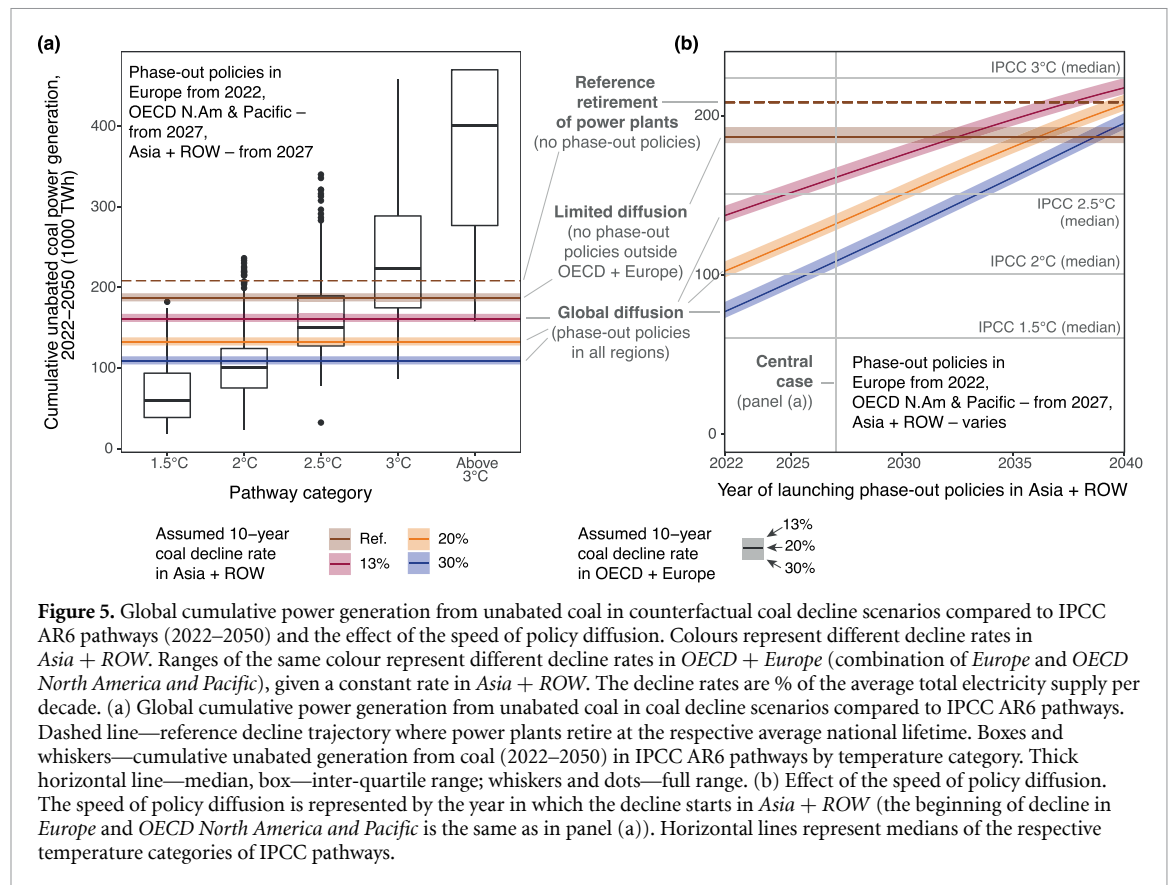 (a)
Cumulative unabated coal power generation,
2022–2050 (1000 TWh)
400
300
200
100
0
Phase-out policies in
Europe from 2022,
OECD N.Am & Pacific –
from 2027,
Asia + ROW – from 2027
1.5°C
2°C
2.5°C
3°C
Above
3°C
Pathway category
Reference
retirement
of power plants
(no phase-out policies)
Limited diffusion
(no phase-out
policies outside
OECD + Europe)
Global diffusion
(phase-out policies
in all regions)
(b)
200
100
0
IPCC 3°C (median)
IPCC 2.5°C
(median)
IPCC 2°C (median)
IPCC 1.5°C (median)
Central
case
(panel (a))
Phase-out policies in
Europe from 2022,
OECD N.Am & Pacific – from 2027,
Asia + ROW – varies
2022
2025
2030
2035
2040
Year of launching phase-out policies in Asia + ROW
Assumed 10−year
coal decline rate
in Asia + ROW
Ref.
20%
13%
30%
Assumed 10−year
coal decline rate
in OECD + Europe
13%
20%
30%
Figure 5. Global cumulative power generation from unabated coal in counterfactual coal decline scenarios compared to IPCC
AR6 pathways (2022–2050) and the effect of the speed of policy diffusion. Colours represent different decline rates in
Asia + ROW. Ranges of the same colour represent different decline rates in OECD + Europe (combination of Europe and OECD
North America and Pacific), given a constant rate in Asia + ROW. The decline rates are % of the average total electricity supply per
decade. (a) Global cumulative power generation from unabated coal in coal decline scenarios compared to IPCC AR6 pathways.
Dashed line—reference decline trajectory where power plants retire at the respective average national lifetime. Boxes and
whiskers—cumulative unabated generation from coal (2022–2050) in IPCC AR6 pathways by temperature category. Thick
horizontal line—median, box—inter-quartile range; whiskers and dots—full range. (b) Effect of the speed of policy diffusion.
The speed of policy diffusion is represented by the year in which the decline starts in Asia + ROW (the beginning of decline in
Europe and OECD North America and Pacific is the same as in panel (a)). Horizontal lines represent medians of the respective
temperature categories of IPCC pathways.